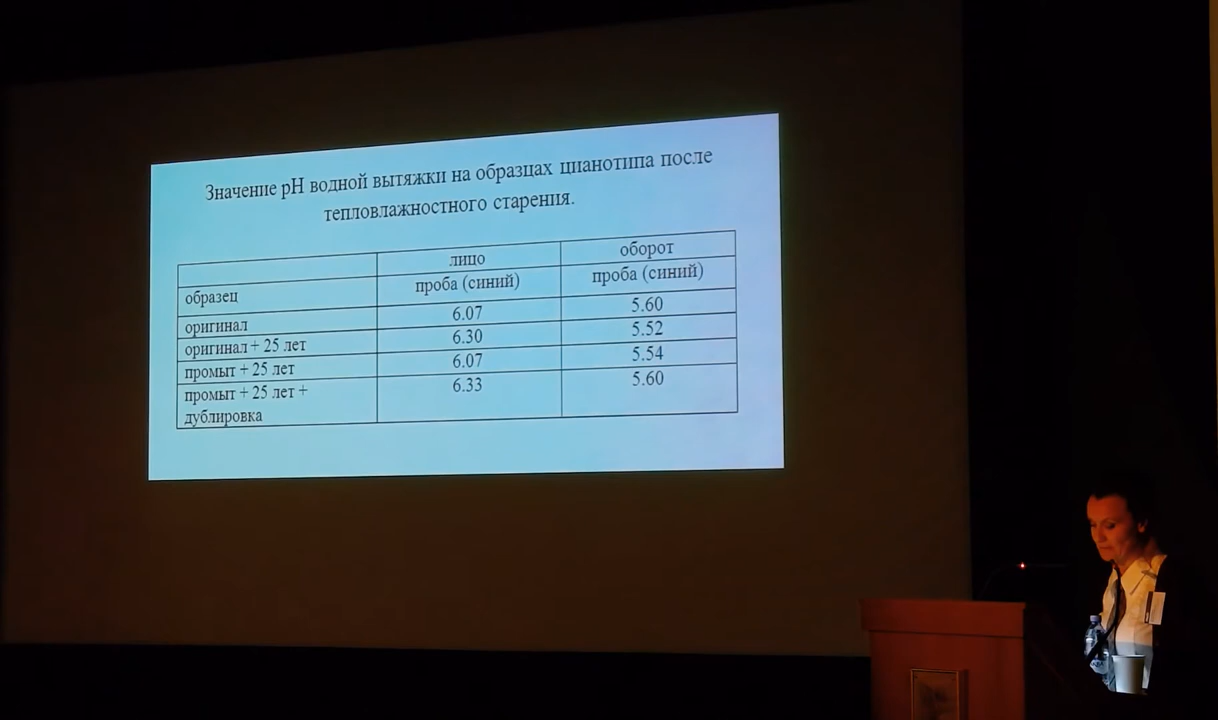 Значение pH водной вытяжки на образцах цианотипа после
тепловлажностного старения.
лицо оборот
образец проба (синий) проба (синий)
оригинал 6.07 5.60
оригинал + 25 лет 6.30 5.52
промыт + 25 лет 6.07 5.54
промыт + 25 лет + 6.33 5.60
дублировка